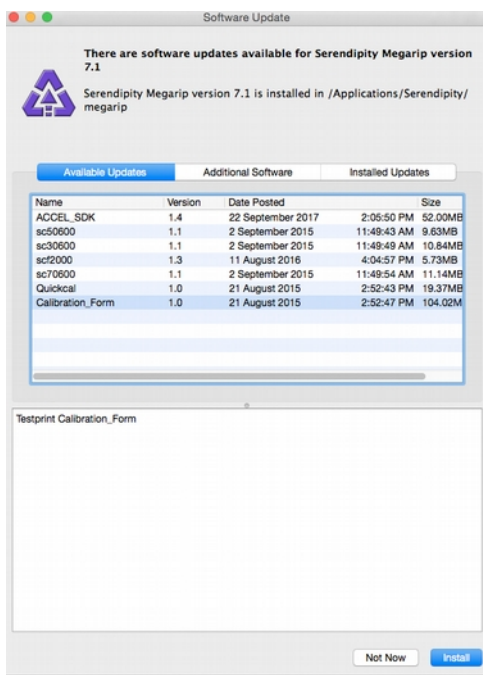 Software Update
There are software updates available for Serendipity Megarip version
7.1
Serendipity Megarip version 7.1 is installed in /Applications/Serendipity/
megarip
Available Updates Additional Software Installed Updates
Name Version Date Posted Size
ACCEL_SDK 1.4 22 September 2017 2:05:50 PM 52.00MB
sc50600 1.1 2 September 2015 11:49:43 AM 9.63MB
sc30600 1.1 2 September 2015 11:49:49 AM 10.84MB
scf2000 1.3 11 August 2016 4:04:57 PM 5.73MB
sc70600 1.1 2 September 2015 11:49:54 AM 11.14MB
Quickcal 1.0 21 August 2015 2:52:43 PM 19.37MB
Calibration_Form 1.0 21 August 2015 2:52:47 PM 104.02M
Testprint Calibration_Form
Not Now Install